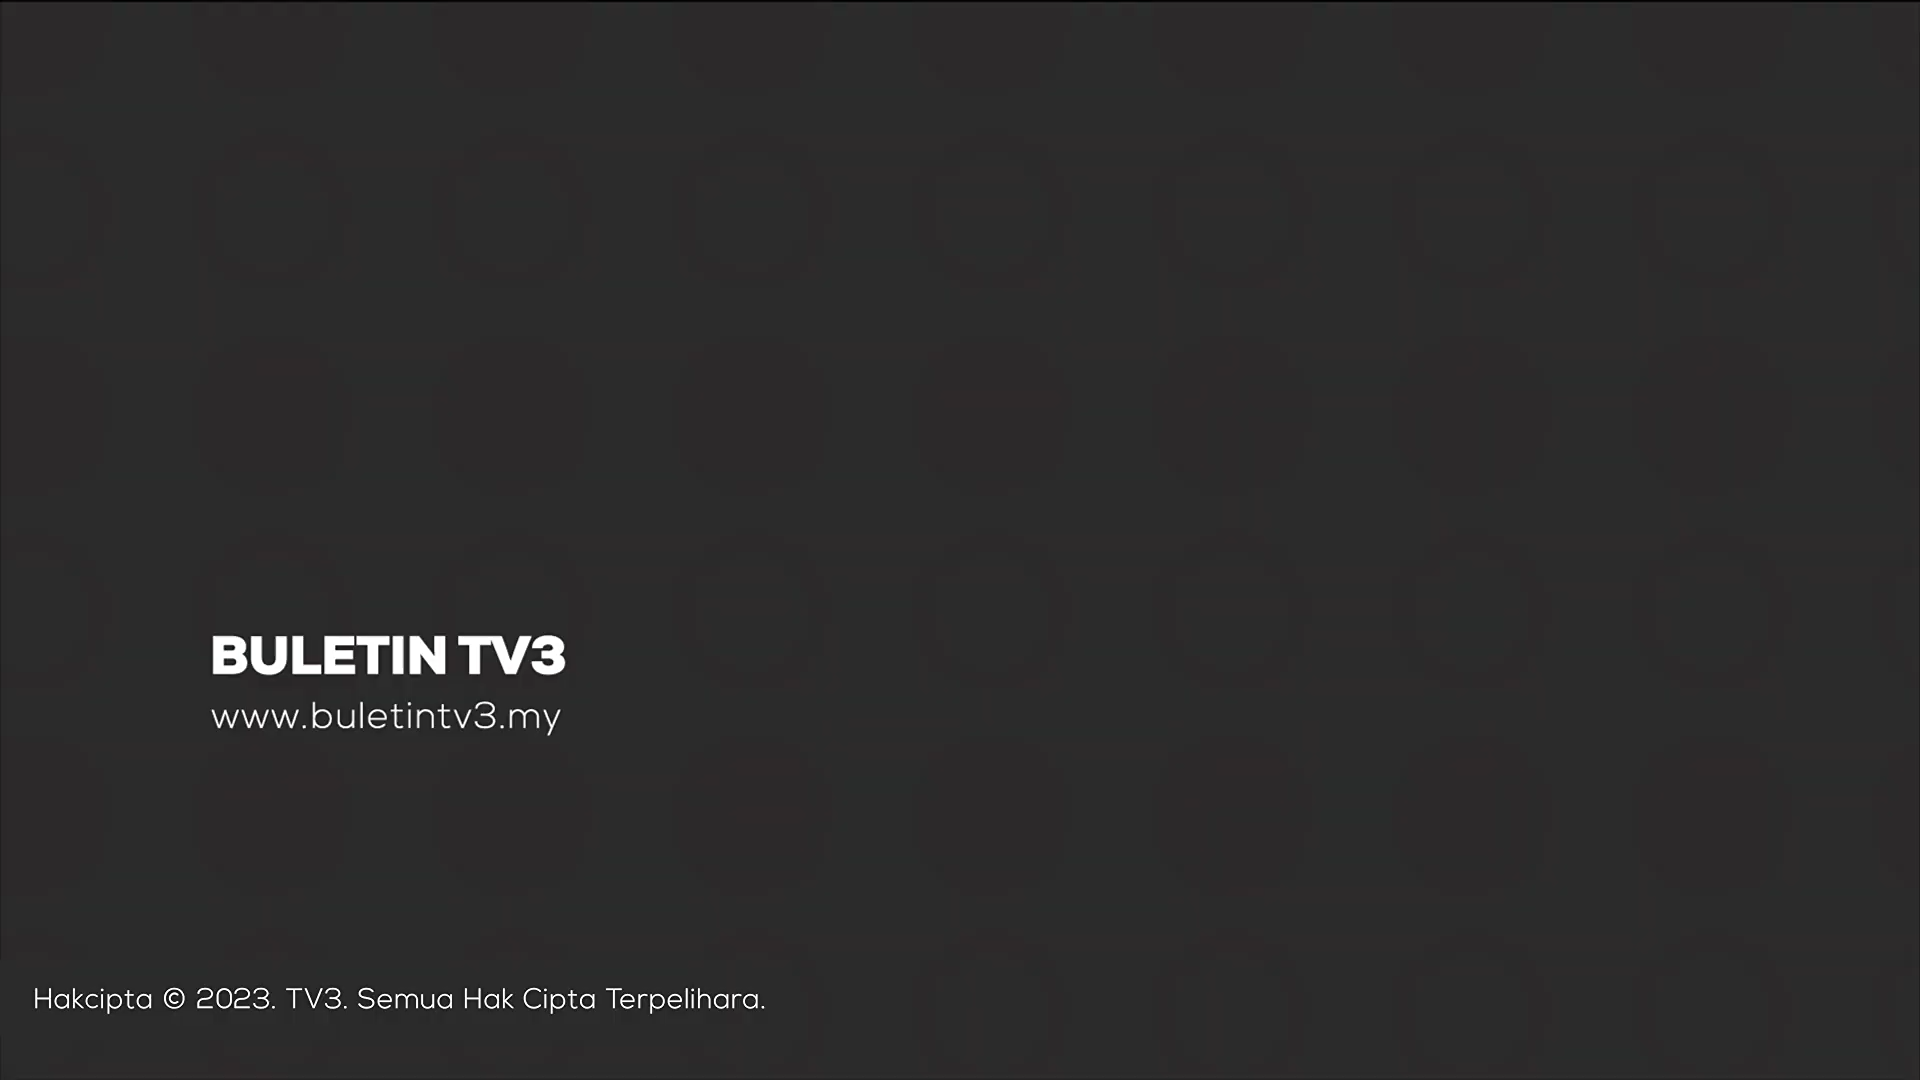 BULETIN TV3
www.buletintv3.my
Hakcipta © 2023. TV3. Semua Hak Cipta Terpelihara.